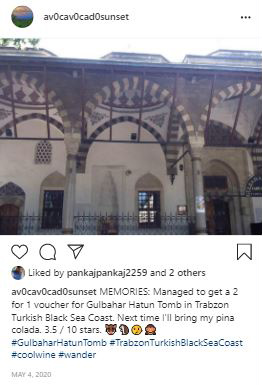 av0cav0cad0sunset
Liked by pankajpankaj2259 and 2 others
av0cav0cad0sunset MEMORIES: Managed to get a 2
for 1 voucher for Gulbahar Hatun Tomb in Trabzon
Turkish Black Sea Coast. Next time I'll bring my pina
colada. 3.5 / 10 stars. 🐯🐴🙁🙈
#GulbaharHatunTomb #TrabzonTurkishBlackSeaCoast
#coolwine #wander
MAY 4, 2020